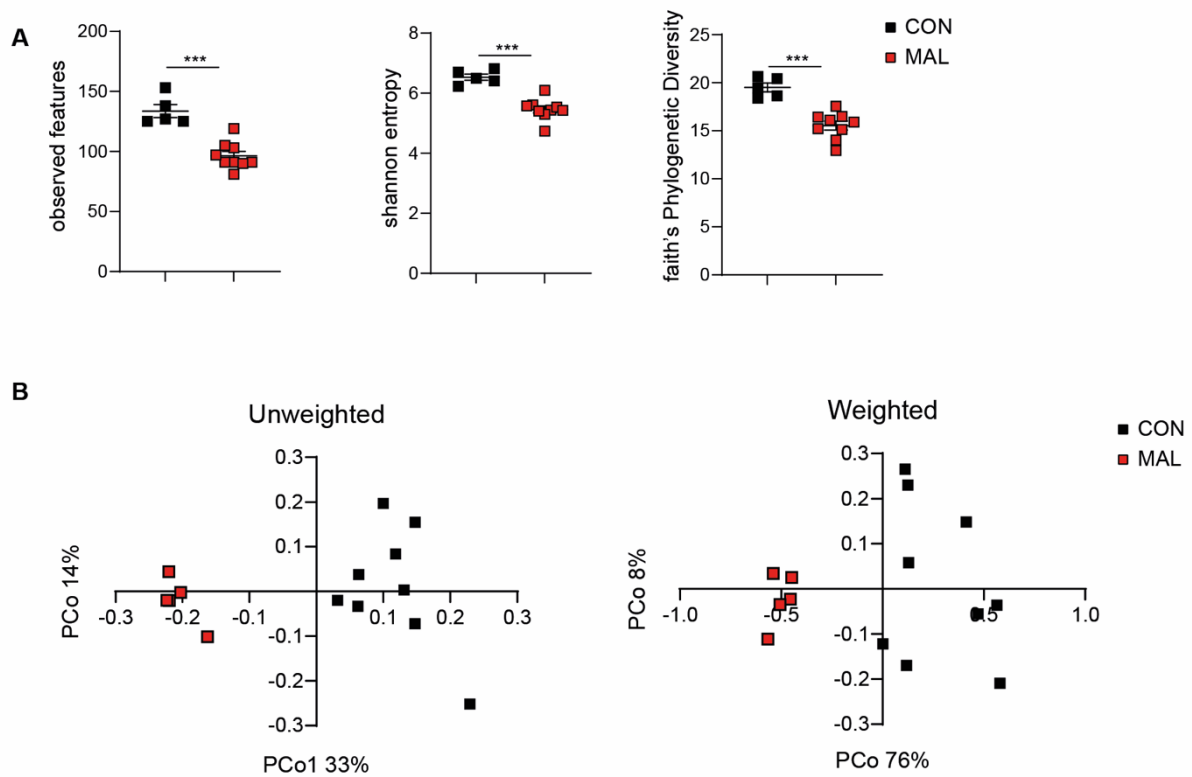 A
200
150
100
50
0
observed features
***
8
6
4
2
0
shannon entropy
***
25
20
15
10
5
0
faith's Phylogenetic Diversity
***
CON
MAL
B
Unweighted
0.3
0.2
0.1
-0.1
-0.2
-0.3
-0.3 -0.2 -0.1 0.1 0.2 0.3
PCo 14%
PCo1 33%
Weighted
0.3
0.2
0.1
-0.1
-0.2
-0.3
-1.0 -0.5 0.5 1.0
PCo 8%
PCo 76%
CON
MAL